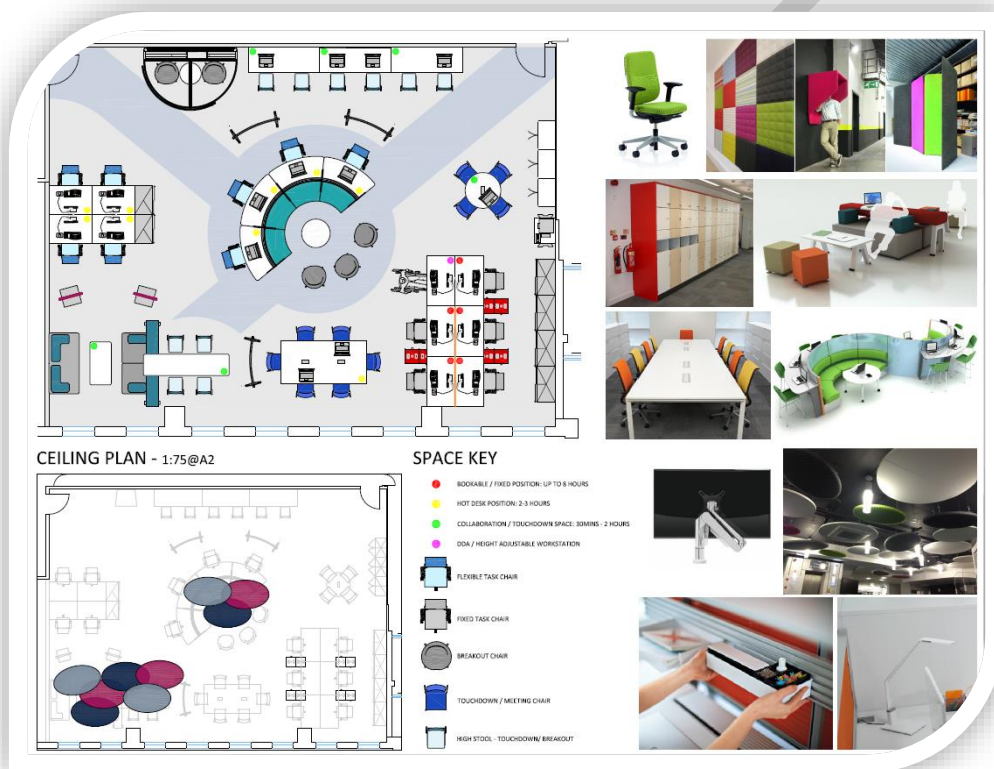 CEILING PLAN - 1:75@A2
SPACE KEY
BOOKABLE / FIXED POSITION: UP TO 8 HOURS
HOT DESK POSITION: 2-3 HOURS
COLLABORATION / TOUCHDOWN SPACE: 30MINS - 2 HOURS
DDA / HEIGHT ADJUSTABLE WORKSTATION
FLEXIBLE TASK CHAIR
FIXED TASK CHAIR
BREAKOUT CHAIR
TOUCHDOWN / MEETING CHAIR
HIGH STOOL - TOUCHDOWN/ BREAKOUT